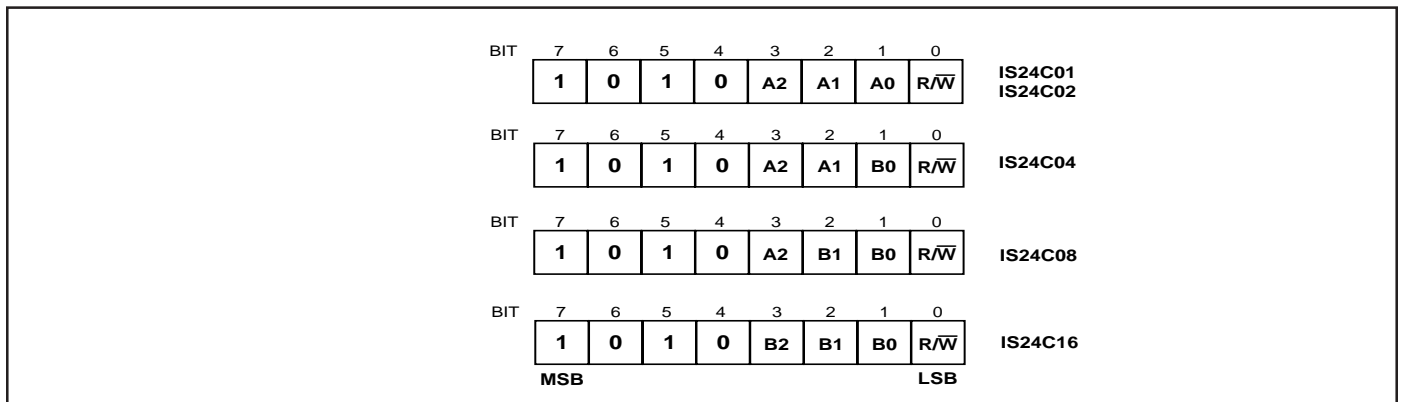 BIT 7 6 5 4 3 2 1 0
1 0 1 0 A2 A1 A0 R/W̅ IS24C01
IS24C02
BIT 7 6 5 4 3 2 1 0
1 0 1 0 A2 A1 B0 R/W̅ IS24C04
BIT 7 6 5 4 3 2 1 0
1 0 1 0 A2 B1 B0 R/W̅ IS24C08
BIT 7 6 5 4 3 2 1 0
1 0 1 0 B2 B1 B0 R/W̅ IS24C16
MSB LSB